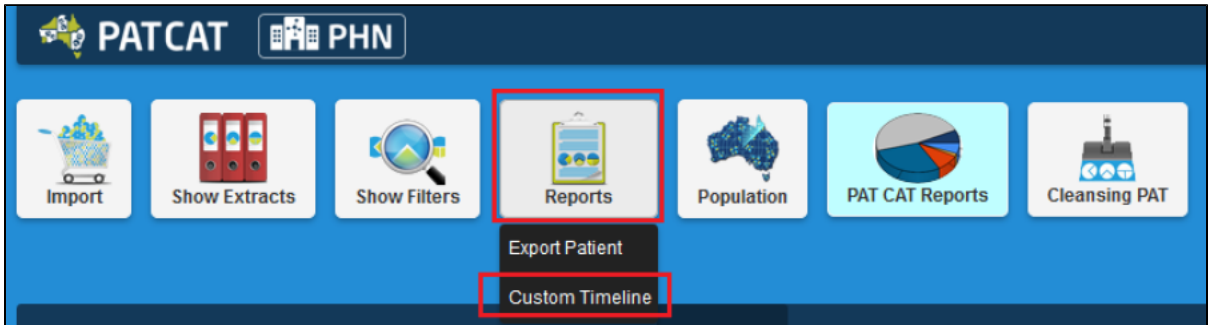 PATCAT PHN
Import Show Extracts Show Filters Reports Population PAT CAT Reports Cleansing PAT
Export Patient
Custom Timeline